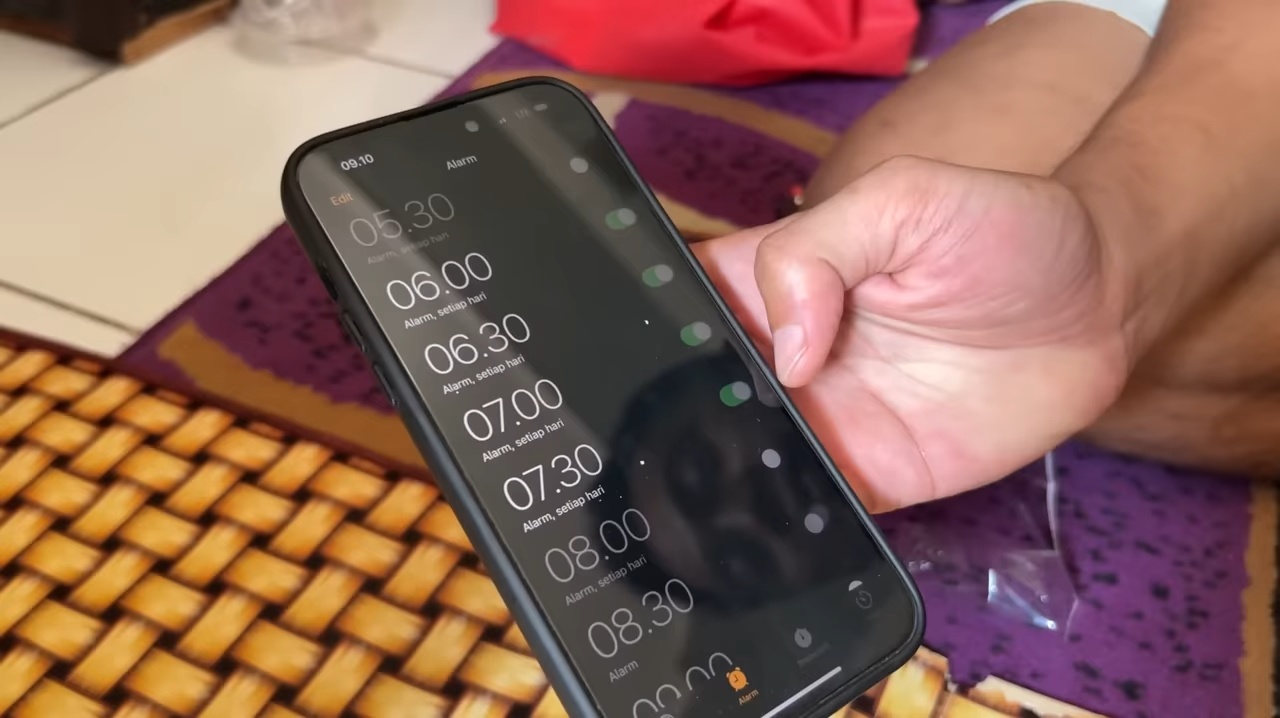 09.10
Alarm
Edit
05.30
Alarm, setiap hari
06.00
Alarm, setiap hari
06.30
Alarm, setiap hari
07.00
Alarm, setiap hari
07.30
Alarm, setiap hari
08.00
Alarm, setiap hari
08.30
Alarm
Alarm